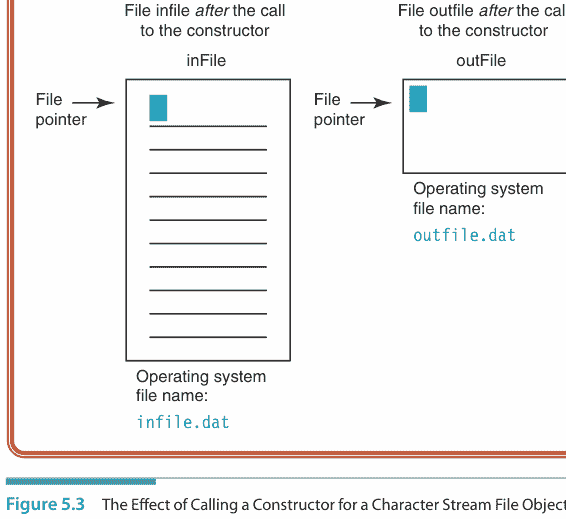 File infile after the call
to the constructor
inFile
File
pointer
Operating system
file name:
infile.dat
File outfile after the cal
to the constructor
outFile
File
pointer
Operating system
file name:
outfile.dat
Figure 5.3 The Effect of Calling a Constructor for a Character Stream File Object